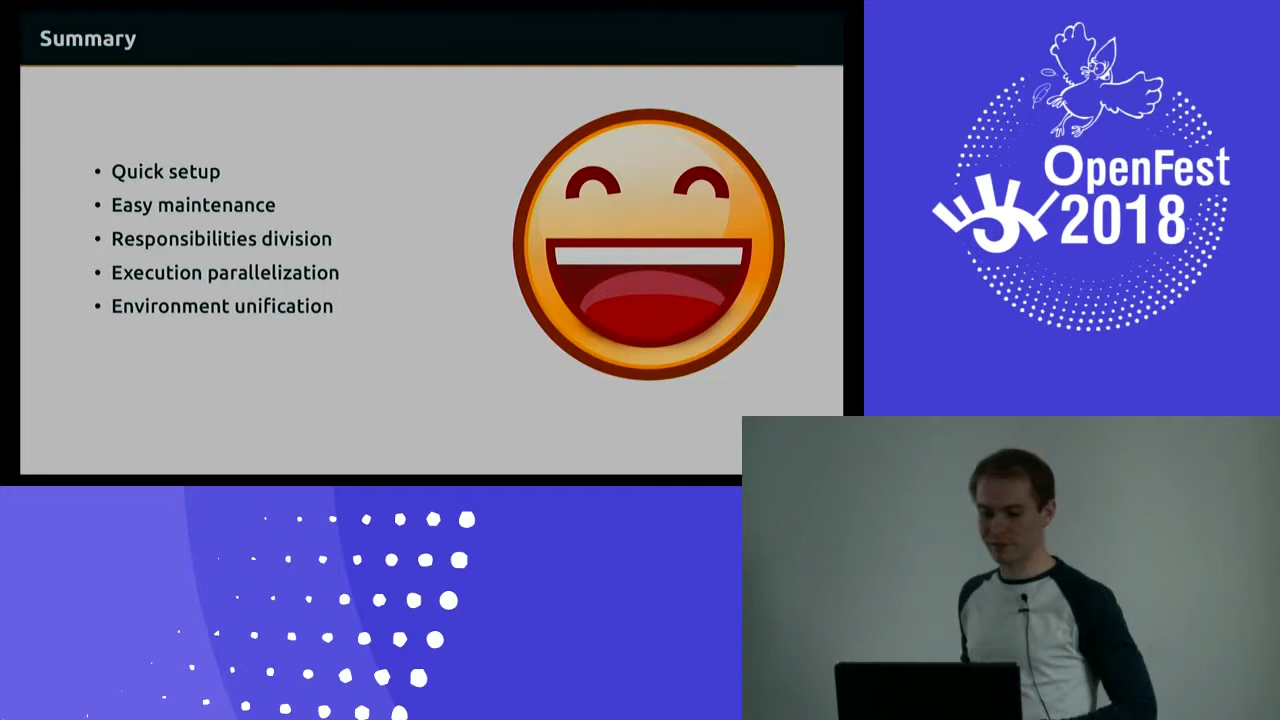 Summary
• Quick setup
• Easy maintenance
• Responsibilities division
• Execution parallelization
• Environment unification
OpenFest
2018